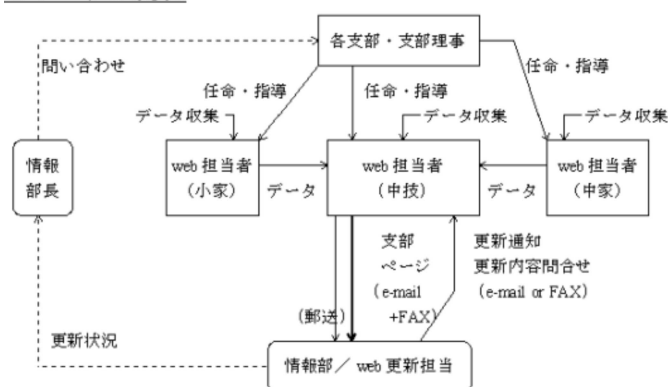 各支部・支部理事
問い合わせ
任命・指導
任命・指導
任命・指導
データ収集
データ収集
データ収集
情報
部長
web 担当者
(小家)
データ
web 担当者
(中技)
データ
web 担当者
(中家)
支部
ページ
(e-mail
+FAX)
更新通知
更新内容問合せ
(e-mail or FAX)
(郵送)
更新状況
情報部/web 更新担当